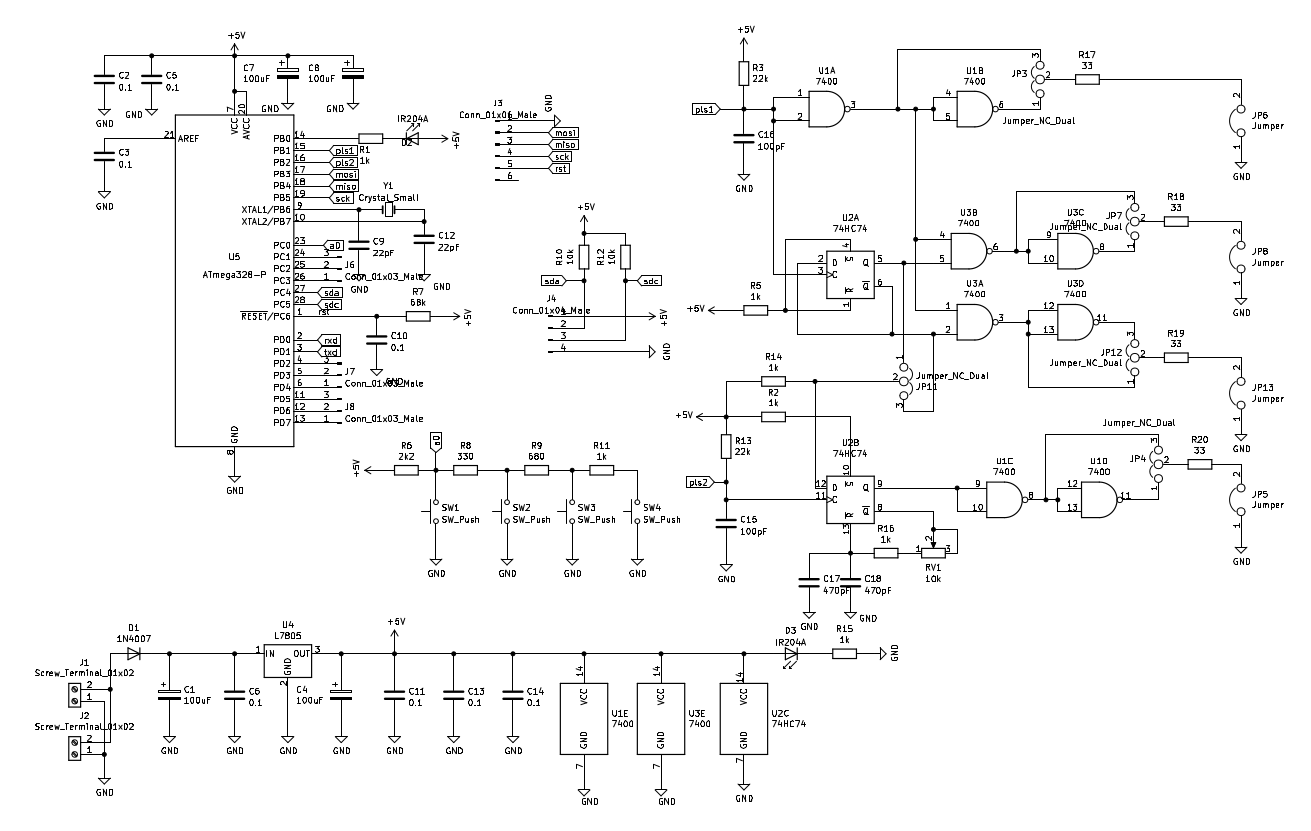 +5V
C2
0.1
C5
0.1
C7
100uF
C8
100uF
GND
GND
GND
GND
21
AREF
7
VCC
20
AVCC
C3
0.1
GND
U5
ATmega328-P
PB0 14
PB1 15 pls1
PB2 16 pls2
PB3 17 mosi
PB4 18 miso
PB5 19 sck
XTAL1/PB6 9
XTAL2/PB7 10
PC0 23 a0
PC1 24 3
PC2 25 2 J6
PC3 26 1 Conn_01x03_Male
PC4 27 sda
PC5 28 sdc
RESET/PC6 1 rst
PD0 2 rxd
PD1 3 txd
PD2 4 3
PD3 5 2 J7
PD4 6 1 Conn_01x03_Male
PD5 11 3
PD6 12 2 J8
PD7 13 1 Conn_01x03_Male
GND
8
GND
R1
1k
IR204A
D2
+5V
Y1
Crystal_Small
C9
22pF
GND
C12
22pF
GND
R7
68k
+5V
C10
0.1
GND
J3
Conn_01x06_Male
GND
2 mosi
3 miso
4 sck
5 rst
6
+5V
R10
10k
R12
10k
sda
sdc
J4
Conn_01x04_Male
1
+5V
2
3
4
GND
+5V
R6
2k2
a0
R8
330
R9
680
R11
1k
SW1
SW_Push
SW2
SW_Push
SW3
SW_Push
SW4
SW_Push
GND
GND
GND
GND
+5V
R3
22k
pls1
C16
100pF
GND
U1A
7400
1
2
3
U1B
7400
4
5
6
JP3
3
2
1
Jumper_NC_Dual
R17
33
2
JP6
Jumper
1
GND
U2A
74HC74
4
2 D S Q 5
3 C
R Q 6
1
R5
1k
+5V
U3B
7400
4
5
6
U3C
7400
9
10
8
JP7
Jumper_NC_Dual
3
2
1
R18
33
2
JP8
Jumper
1
GND
U3A
7400
1
2
3
U3D
7400
12
13
11
JP12
Jumper_NC_Dual
3
2
1
R19
33
2
JP13
Jumper
1
GND
R14
1k
R2
1k
1
2
3
Jumper_NC_Dual
JP11
+5V
R13
22k
pls2
C15
100pF
GND
U2B
74HC74
10
12 D S Q 9
11 C
R Q 8
13
R16
1k
1
2
3
RV1
10k
C17
470pF
C18
470pF
GND
GND
U1C
7400
9
10
8
U1D
7400
12
13
11
Jumper_NC_Dual
JP4
3
2
1
R20
33
2
JP5
Jumper
1
GND
J1
Screw_Terminal_01x02
2
1
J2
Screw_Terminal_01x02
2
1
GND
D1
1N4007
C1
100uF
GND
C6
0.1
GND
U4
L7805
1 IN OUT 3
GND
2
GND
C4
100uF
GND
+5V
C11
0.1
GND
C13
0.1
GND
C14
0.1
GND
14
VCC
GND
7
U1E
7400
GND
14
VCC
GND
7
U3E
7400
GND
14
VCC
GND
7
U2C
74HC74
GND
D3
IR204A
R15
1k
GND